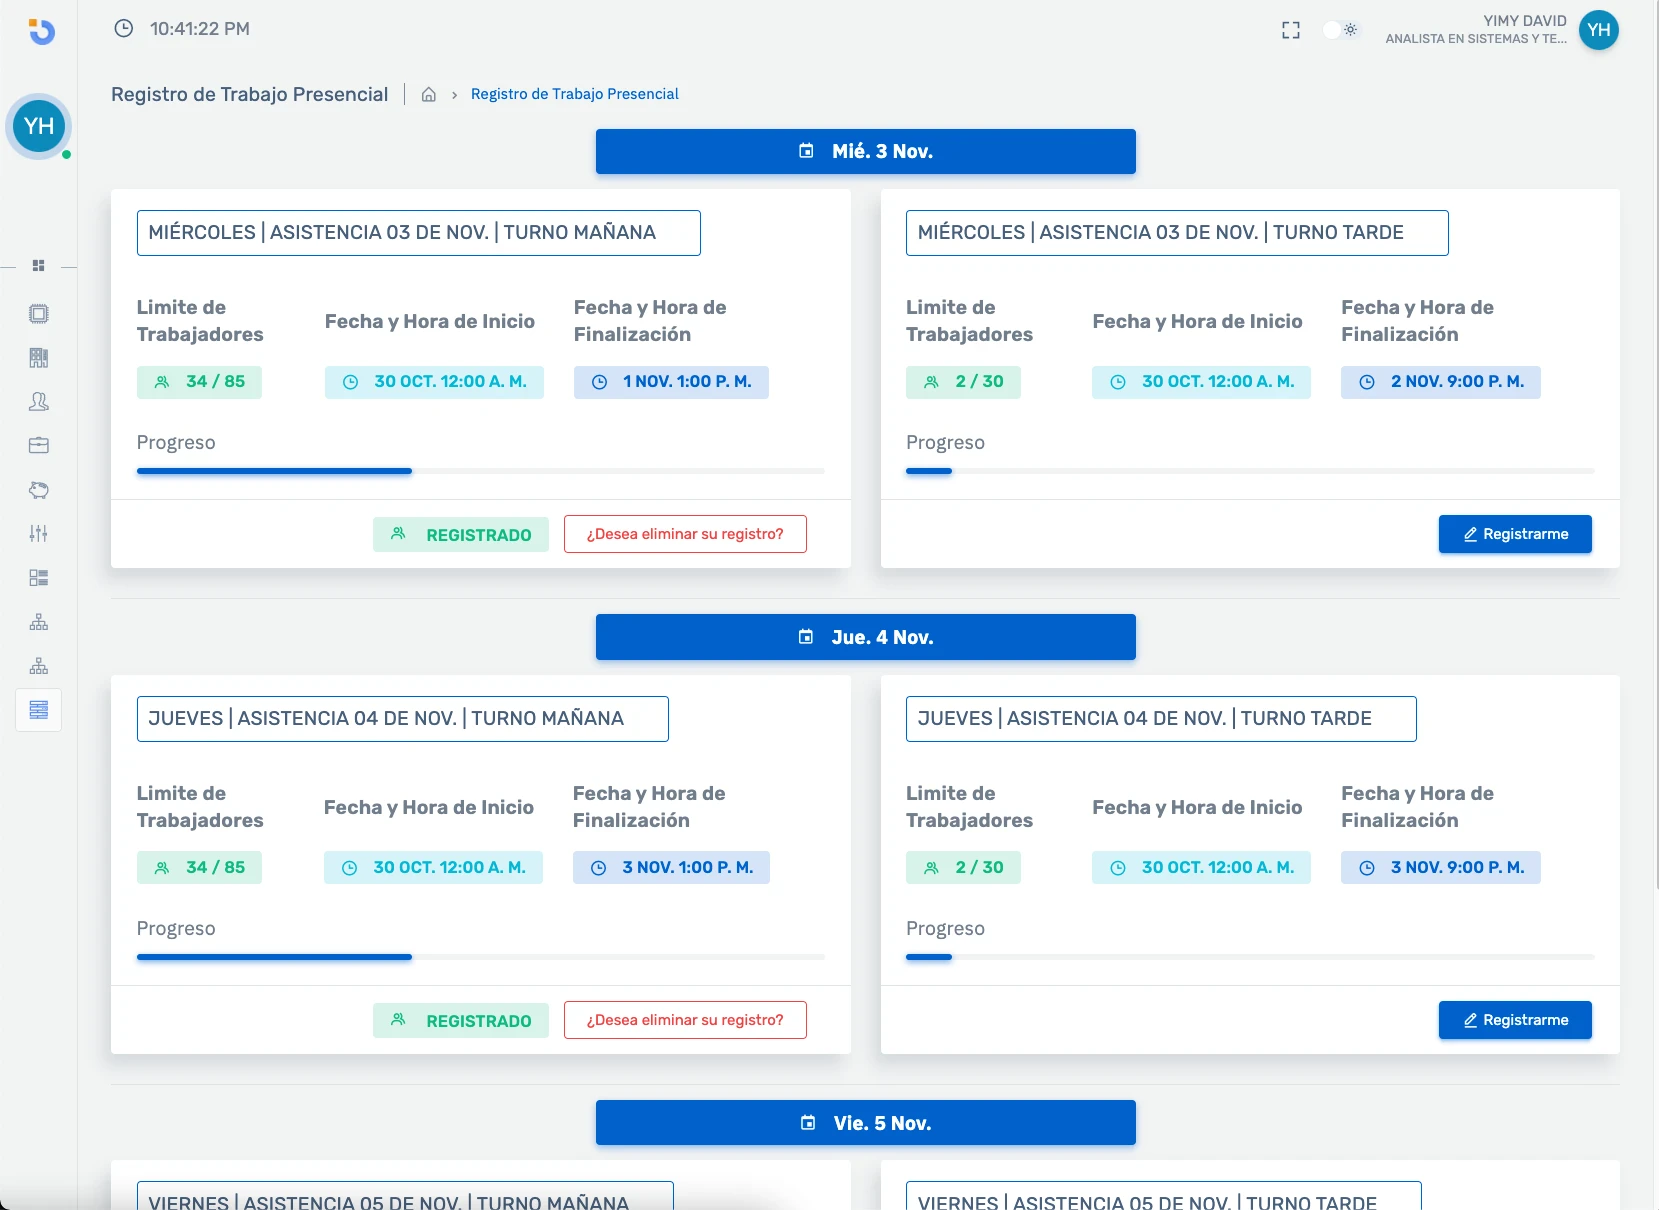 10:41:22 PM
YIMY DAVID
ANALISTA EN SISTEMAS Y TE...
YH
YH
Registro de Trabajo Presencial
Registro de Trabajo Presencial
Mié. 3 Nov.
MIÉRCOLES | ASISTENCIA 03 DE NOV. | TURNO MAÑANA
Limite de
Trabajadores
Fecha y Hora de Inicio
Fecha y Hora de
Finalización
34 / 85
30 OCT. 12:00 A. M.
1 NOV. 1:00 P. M.
Progreso
REGISTRADO
¿Desea eliminar su registro?
MIÉRCOLES | ASISTENCIA 03 DE NOV. | TURNO TARDE
Limite de
Trabajadores
Fecha y Hora de Inicio
Fecha y Hora de
Finalización
2 / 30
30 OCT. 12:00 A. M.
2 NOV. 9:00 P. M.
Progreso
Registrarme
Jue. 4 Nov.
JUEVES | ASISTENCIA 04 DE NOV. | TURNO MAÑANA
Limite de
Trabajadores
Fecha y Hora de Inicio
Fecha y Hora de
Finalización
34 / 85
30 OCT. 12:00 A. M.
3 NOV. 1:00 P. M.
Progreso
REGISTRADO
¿Desea eliminar su registro?
JUEVES | ASISTENCIA 04 DE NOV. | TURNO TARDE
Limite de
Trabajadores
Fecha y Hora de Inicio
Fecha y Hora de
Finalización
2 / 30
30 OCT. 12:00 A. M.
3 NOV. 9:00 P. M.
Progreso
Registrarme
Vie. 5 Nov.
VIERNES | ASISTENCIA 05 DE NOV. | TURNO MAÑANA
VIERNES | ASISTENCIA 05 DE NOV. | TURNO TARDE